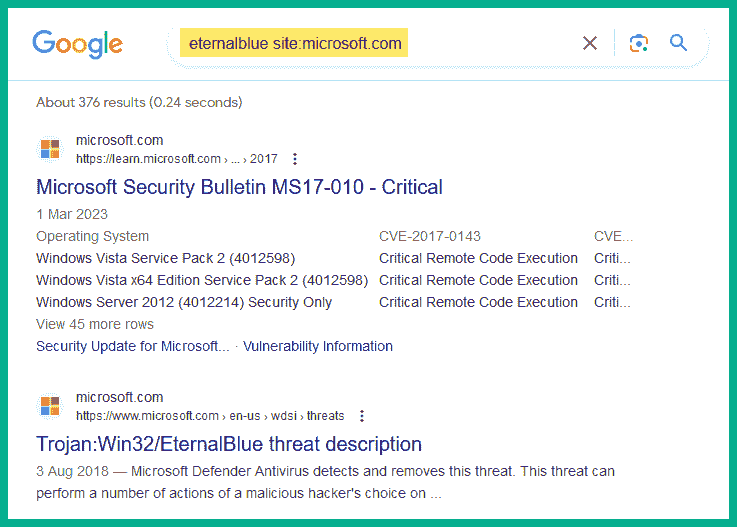 Google
eternalblue site:microsoft.com
About 376 results (0.24 seconds)
microsoft.com
https://learn.microsoft.com › ... › 2017
Microsoft Security Bulletin MS17-010 - Critical
1 Mar 2023
Operating System CVE-2017-0143 CVE...
Windows Vista Service Pack 2 (4012598) Critical Remote Code Execution Criti...
Windows Vista x64 Edition Service Pack 2 (4012598) Critical Remote Code Execution Criti...
Windows Server 2012 (4012214) Security Only Critical Remote Code Execution Criti...
View 45 more rows
Security Update for Microsoft... · Vulnerability Information
microsoft.com
https://www.microsoft.com › en-us › wdsi › threats
Trojan:Win32/EternalBlue threat description
3 Aug 2018 — Microsoft Defender Antivirus detects and removes this threat. This threat can
perform a number of actions of a malicious hacker's choice on ...